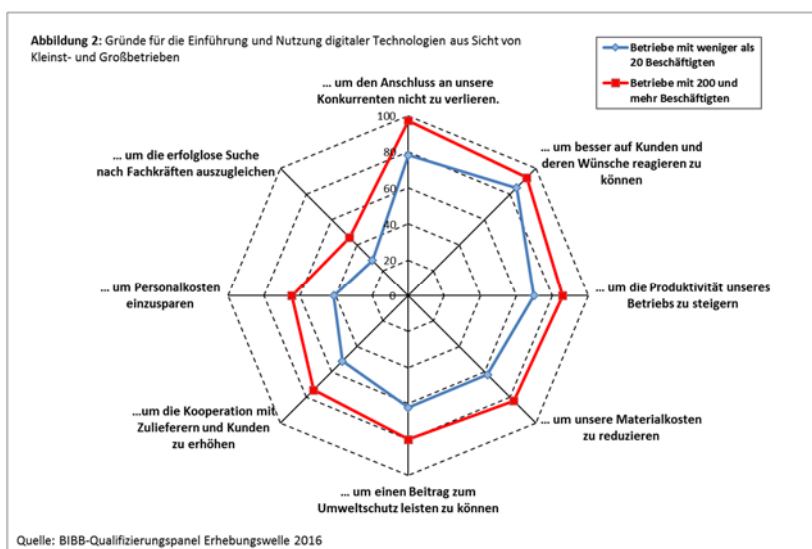 Abbildung 2: Gründe für die Einführung und Nutzung digitaler Technologien aus Sicht von
Kleinst- und Großbetrieben
Betriebe mit weniger als
20 Beschäftigten
Betriebe mit 200 und
mehr Beschäftigten
... um den Anschluss an unsere
Konkurrenten nicht zu verlieren.
... um besser auf Kunden und
deren Wünsche reagieren zu
können
... um die Produktivität unseres
Betriebs zu steigern
... um unsere Materialkosten
zu reduzieren
... um einen Beitrag zum
Umweltschutz leisten zu können
...um die Kooperation mit
Zulieferern und Kunden
zu erhöhen
... um Personalkosten
einzusparen
... um die erfolglose Suche
nach Fachkräften auszugleichen
100
80
60
40
20
0
Quelle: BIBB-Qualifizierungspanel Erhebungswelle 2016